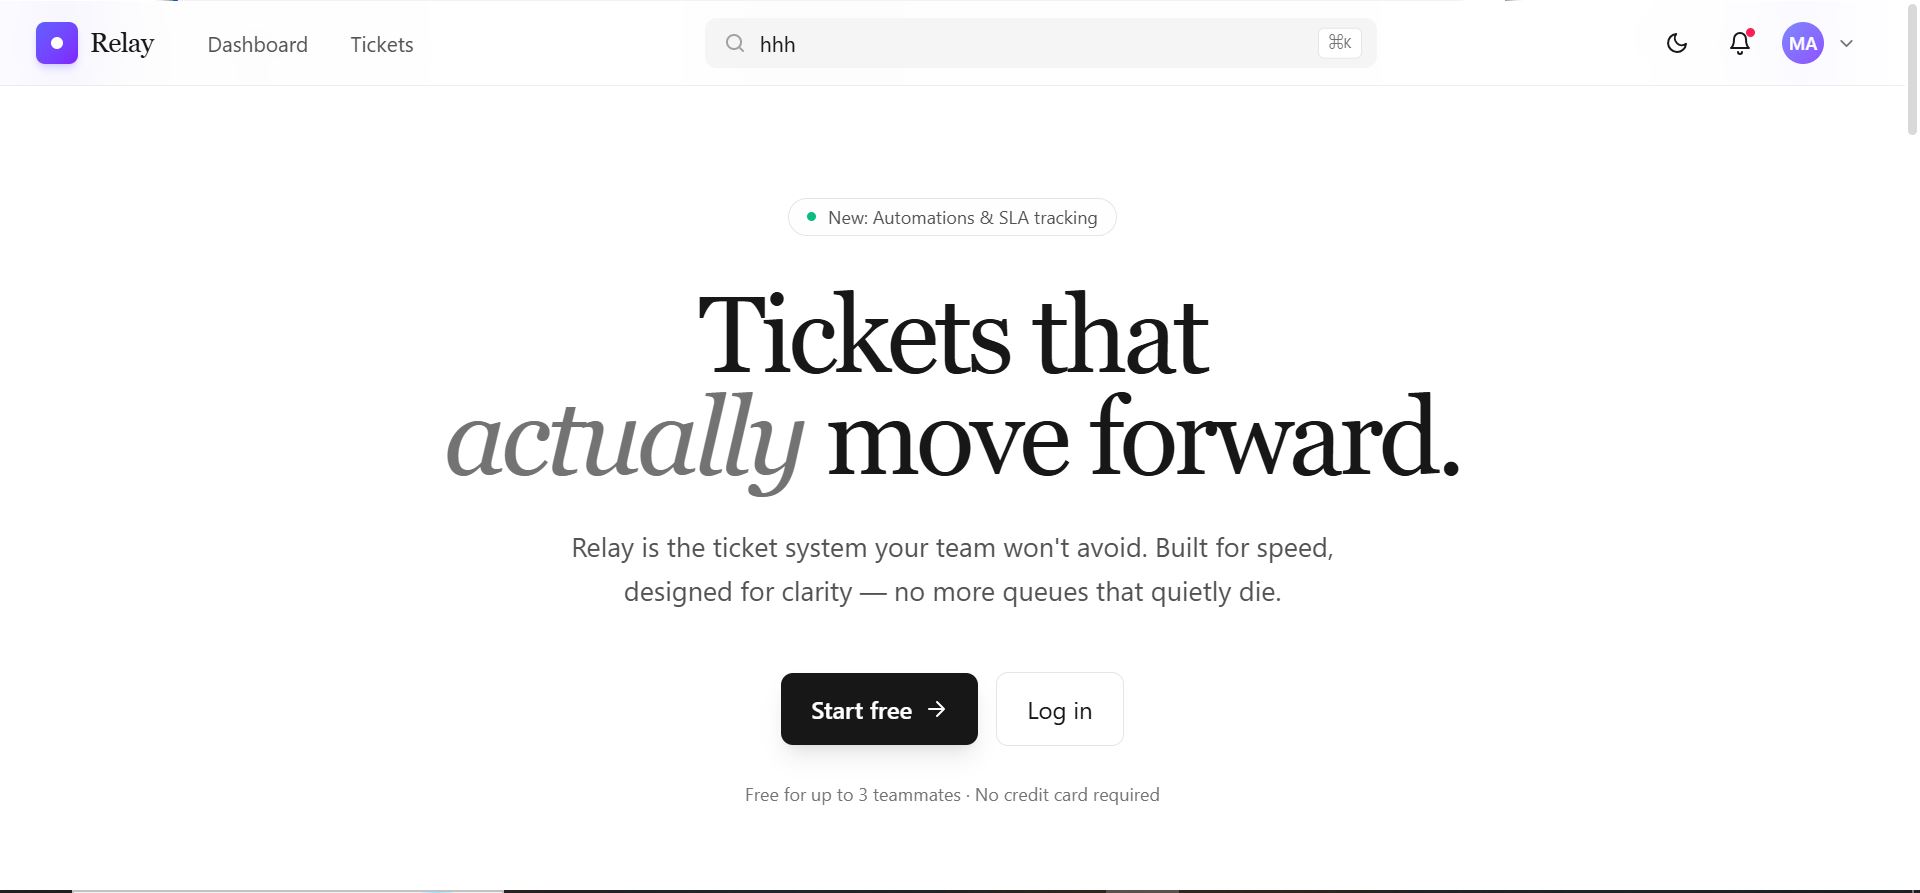 Relay
Dashboard
Tickets
hhh
⌘K
MA
New: Automations & SLA tracking
Tickets that
actually move forward.
Relay is the ticket system your team won't avoid. Built for speed,
designed for clarity — no more queues that quietly die.
Start free →
Log in
Free for up to 3 teammates · No credit card required